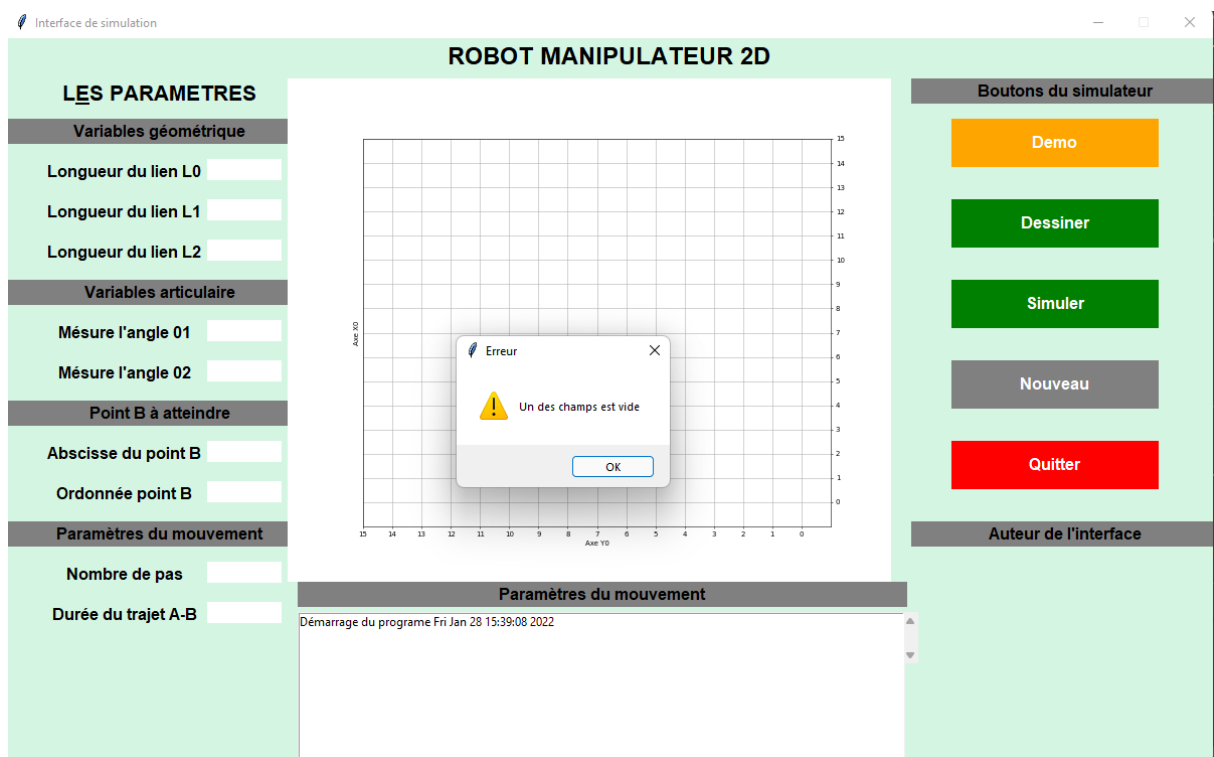 Interface de simulation
ROBOT MANIPULATEUR 2D
LES PARAMETRES
Variables géométrique
Longueur du lien L0
Longueur du lien L1
Longueur du lien L2
Variables articulaire
Mésure l'angle 01
Mésure l'angle 02
Point B à atteindre
Abscisse du point B
Ordonnée point B
Paramètres du mouvement
Nombre de pas
Durée du trajet A-B
Axe X0
15
14
13
12
11
10
9
8
7
6
5
4
3
2
1
0
15 14 13 12 11 10 9 8 7 6 5 4 3 2 1 0
Axe Y0
Erreur
Un des champs est vide
OK
Paramètres du mouvement
Démarrage du programe Fri Jan 28 15:39:08 2022
Boutons du simulateur
Demo
Dessiner
Simuler
Nouveau
Quitter
Auteur de l'interface